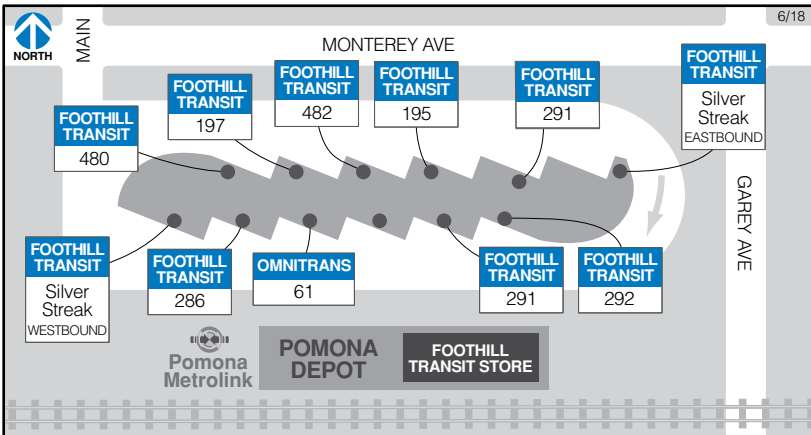 6/18
NORTH
MAIN
MONTEREY AVE
FOOTHILL
TRANSIT
480
FOOTHILL
TRANSIT
197
FOOTHILL
TRANSIT
482
FOOTHILL
TRANSIT
195
FOOTHILL
TRANSIT
291
FOOTHILL
TRANSIT
Silver
Streak
EASTBOUND
GAREY AVE
FOOTHILL
TRANSIT
Silver
Streak
WESTBOUND
FOOTHILL
TRANSIT
286
OMNITRANS
61
FOOTHILL
TRANSIT
291
FOOTHILL
TRANSIT
292
Pomona
Metrolink
POMONA
DEPOT
FOOTHILL
TRANSIT STORE